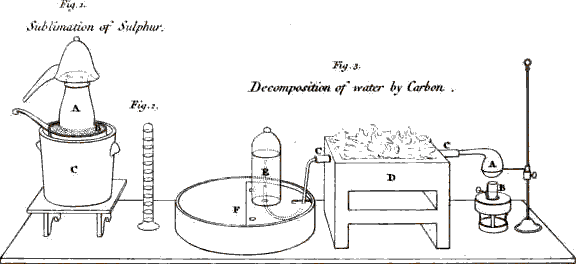 Fig. 1.
Sublimation of Sulphur.
A
C
Fig. 2.
Fig. 3.
Decomposition of water by Carbon.
C
C
E
A
D
B
F